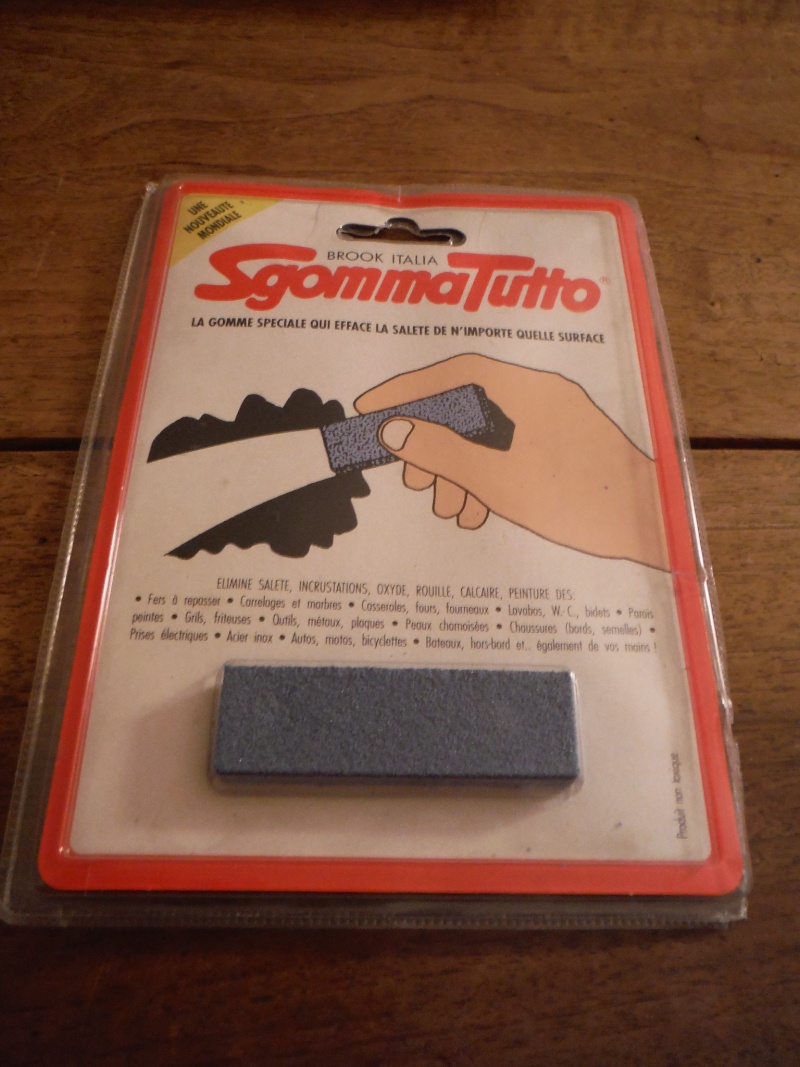 UNE
NOUVEAUTE
MONDIALE
BROOK ITALIA
SgommaTutto®
LA GOMME SPECIALE QUI EFFACE LA SALETE DE N'IMPORTE QUELLE SURFACE
ELIMINE SALETE, INCRUSTATIONS, OXYDE, ROUILLE, CALCAIRE, PEINTURE DES:
• Fers à repasser • Carrelages et marbres • Casseroles, fours, fourneaux • Lavabos, W.-C., bidets • Parois
peintes • Grils, friteuses • Outils, métaux, plaques • Peaux chamoisées • Chaussures (bords, semelles) •
Prises électriques • Acier inox • Autos, motos, bicyclettes • Bateaux, hors-bord et.. également de vos mains !
Produit non toxique